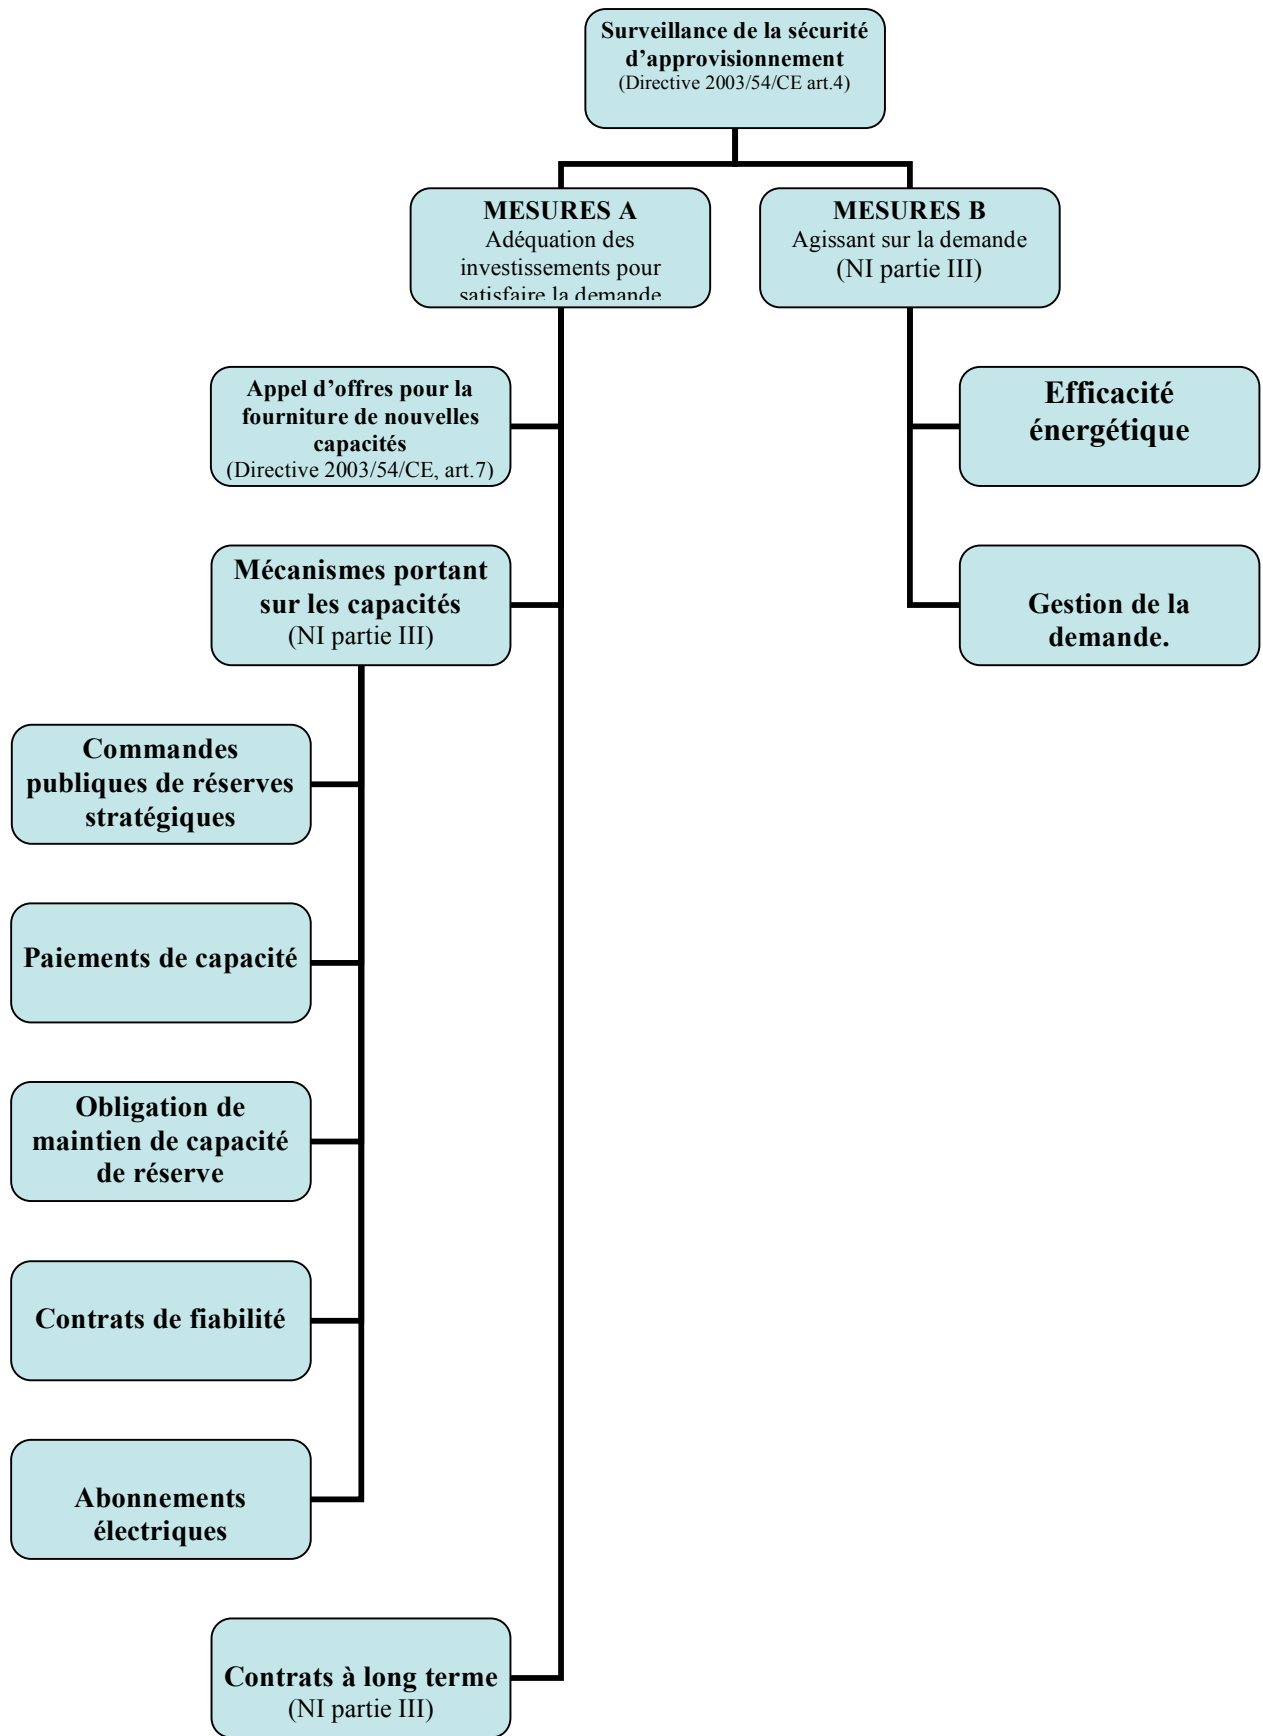 Surveillance de la sécurité
d’approvisionnement
(Directive 2003/54/CE art.4)
MESURES A
Adéquation des
investissements pour
satisfaire la demande
MESURES B
Agissant sur la demande
(NI partie III)
Appel d’offres pour la
fourniture de nouvelles
capacités
(Directive 2003/54/CE, art.7)
Efficacité
énergétique
Mécanismes portant
sur les capacités
(NI partie III)
Gestion de la
demande.
Commandes
publiques de réserves
stratégiques
Paiements de capacité
Obligation de
maintien de capacité
de réserve
Contrats de fiabilité
Abonnements
électriques
Contrats à long terme
(NI partie III)